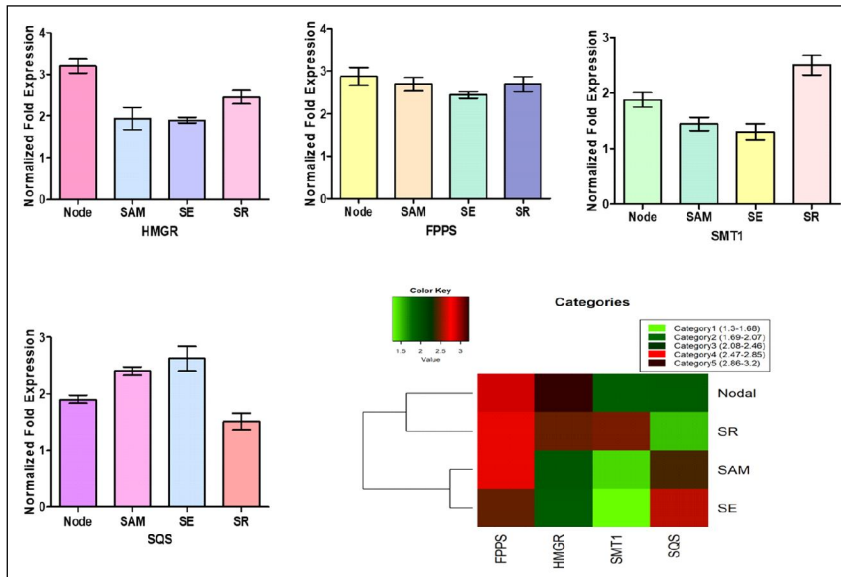 Normalized Fold Expression
4
3
2
1
0
Node SAM SE SR
HMGR
Normalized Fold Expression
4
3
2
1
0
Node SAM SE SR
FPPS
Normalized Fold Expression
3
2
1
0
Node SAM SE SR
SMT1
Normalized Fold Expression
3
2
1
0
Node SAM SE SR
SQS
Color Key
1.5 2 2.5 3
Value
Categories
Category1 (1.3-1.68)
Category2 (1.69-2.07)
Category3 (2.08-2.46)
Category4 (2.47-2.85)
Category5 (2.86-3.2)
Nodal
SR
SAM
SE
FPPS HMGR SMT1 SQS